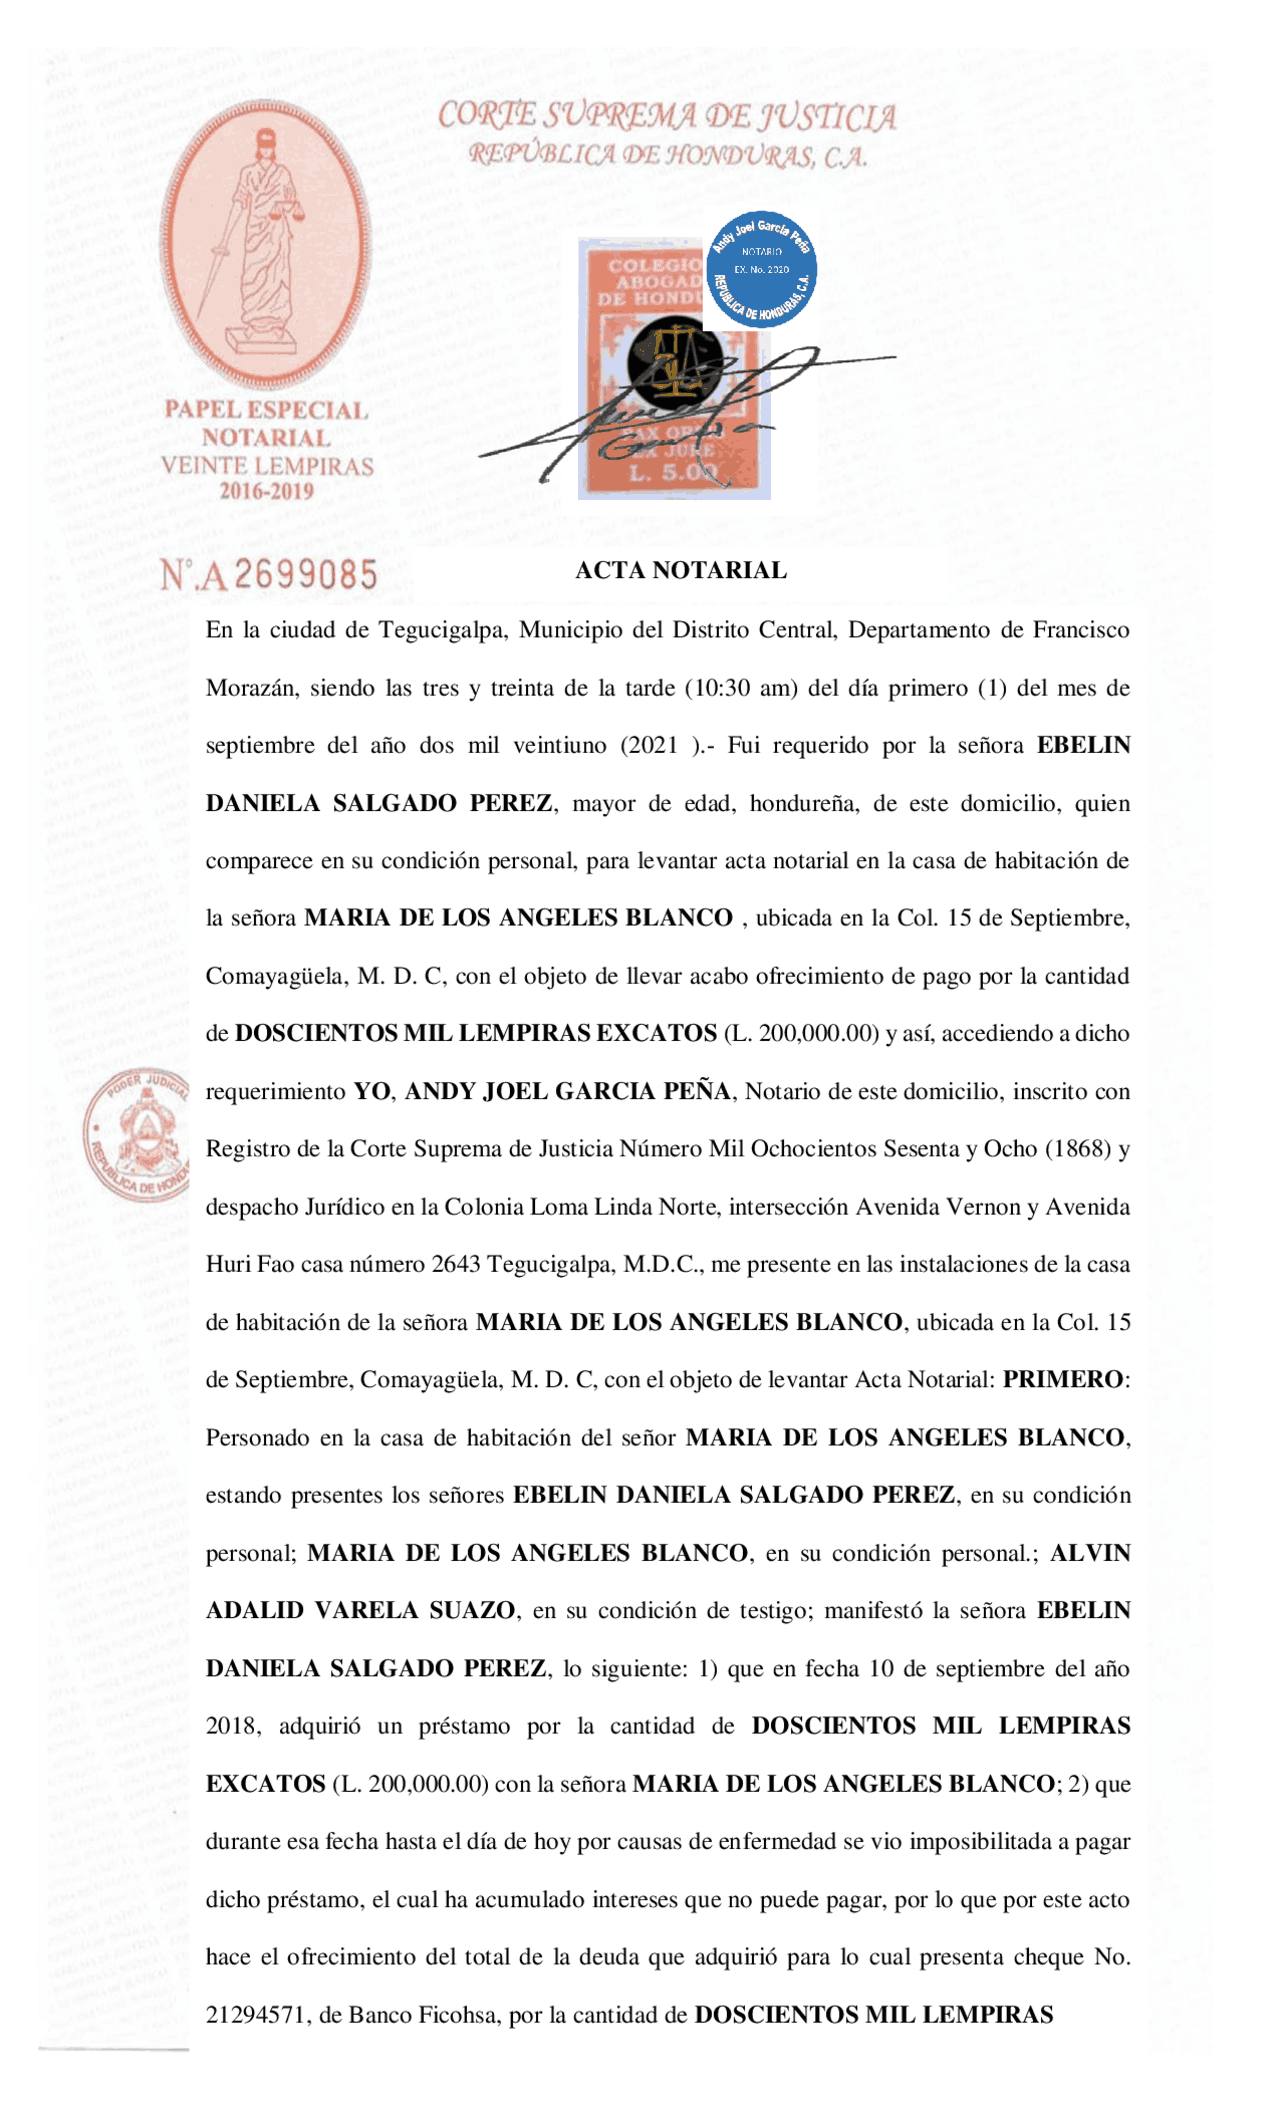 CORTE SUPREMA DE JUSTICIA
REPÚBLICA DE HONDURAS, C.A.
Andy Joel Garcia Peña
NOTARIO
EX. No. 2020
REPUBLICA DE HONDURAS, C.A.
COLEGIO
ABOGAD
DE HONDU
PAX
EX JURE
L. 5.00
PAPEL ESPECIAL
NOTARIAL
VEINTE LEMPIRAS
2016-2019
N°.A 2699085
ACTA NOTARIAL
En la ciudad de Tegucigalpa, Municipio del Distrito Central, Departamento de Francisco
Morazán, siendo las tres y treinta de la tarde (10:30 am) del día primero (1) del mes de
septiembre del año dos mil veintiuno (2021 ).- Fui requerido por la señora EBELIN
DANIELA SALGADO PEREZ, mayor de edad, hondureña, de este domicilio, quien
comparece en su condición personal, para levantar acta notarial en la casa de habitación de
la señora MARIA DE LOS ANGELES BLANCO , ubicada en la Col. 15 de Septiembre,
Comayagüela, M. D. C, con el objeto de llevar acabo ofrecimiento de pago por la cantidad
de DOSCIENTOS MIL LEMPIRAS EXCATOS (L. 200,000.00) y así, accediendo a dicho
requerimiento YO, ANDY JOEL GARCIA PEÑA, Notario de este domicilio, inscrito con
Registro de la Corte Suprema de Justicia Número Mil Ochocientos Sesenta y Ocho (1868) y
despacho Jurídico en la Colonia Loma Linda Norte, intersección Avenida Vernon y Avenida
Huri Fao casa número 2643 Tegucigalpa, M.D.C., me presente en las instalaciones de la casa
de habitación de la señora MARIA DE LOS ANGELES BLANCO, ubicada en la Col. 15
de Septiembre, Comayagüela, M. D. C, con el objeto de levantar Acta Notarial: PRIMERO:
Personado en la casa de habitación del señor MARIA DE LOS ANGELES BLANCO,
estando presentes los señores EBELIN DANIELA SALGADO PEREZ, en su condición
personal; MARIA DE LOS ANGELES BLANCO, en su condición personal.; ALVIN
ADALID VARELA SUAZO, en su condición de testigo; manifestó la señora EBELIN
DANIELA SALGADO PEREZ, lo siguiente: 1) que en fecha 10 de septiembre del año
2018, adquirió un préstamo por la cantidad de DOSCIENTOS MIL LEMPIRAS
EXCATOS (L. 200,000.00) con la señora MARIA DE LOS ANGELES BLANCO; 2) que
durante esa fecha hasta el día de hoy por causas de enfermedad se vio imposibilitada a pagar
dicho préstamo, el cual ha acumulado intereses que no puede pagar, por lo que por este acto
hace el ofrecimiento del total de la deuda que adquirió para lo cual presenta cheque No.
21294571, de Banco Ficohsa, por la cantidad de DOSCIENTOS MIL LEMPIRAS
PODER JUDICIAL
REPUBLICA DE HONDU